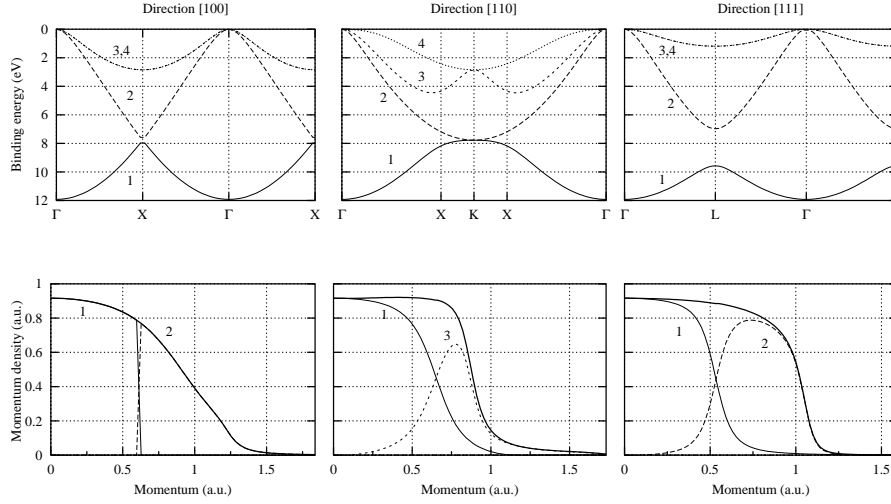 Direction [100]
Direction [110]
Direction [111]
Binding energy (eV)
0
2
4
6
8
10
12
3,4
2
1
Γ
X
Γ
X
4
3
2
1
Γ
X
K
X
Γ
3,4
2
1
Γ
L
Γ
Momentum density (a.u.)
1
0.8
0.6
0.4
0.2
0
1
2
0
0.5
1
1.5
Momentum (a.u.)
1
3
0
0.5
1
1.5
Momentum (a.u.)
1
2
0
0.5
1
1.5
Momentum (a.u.)